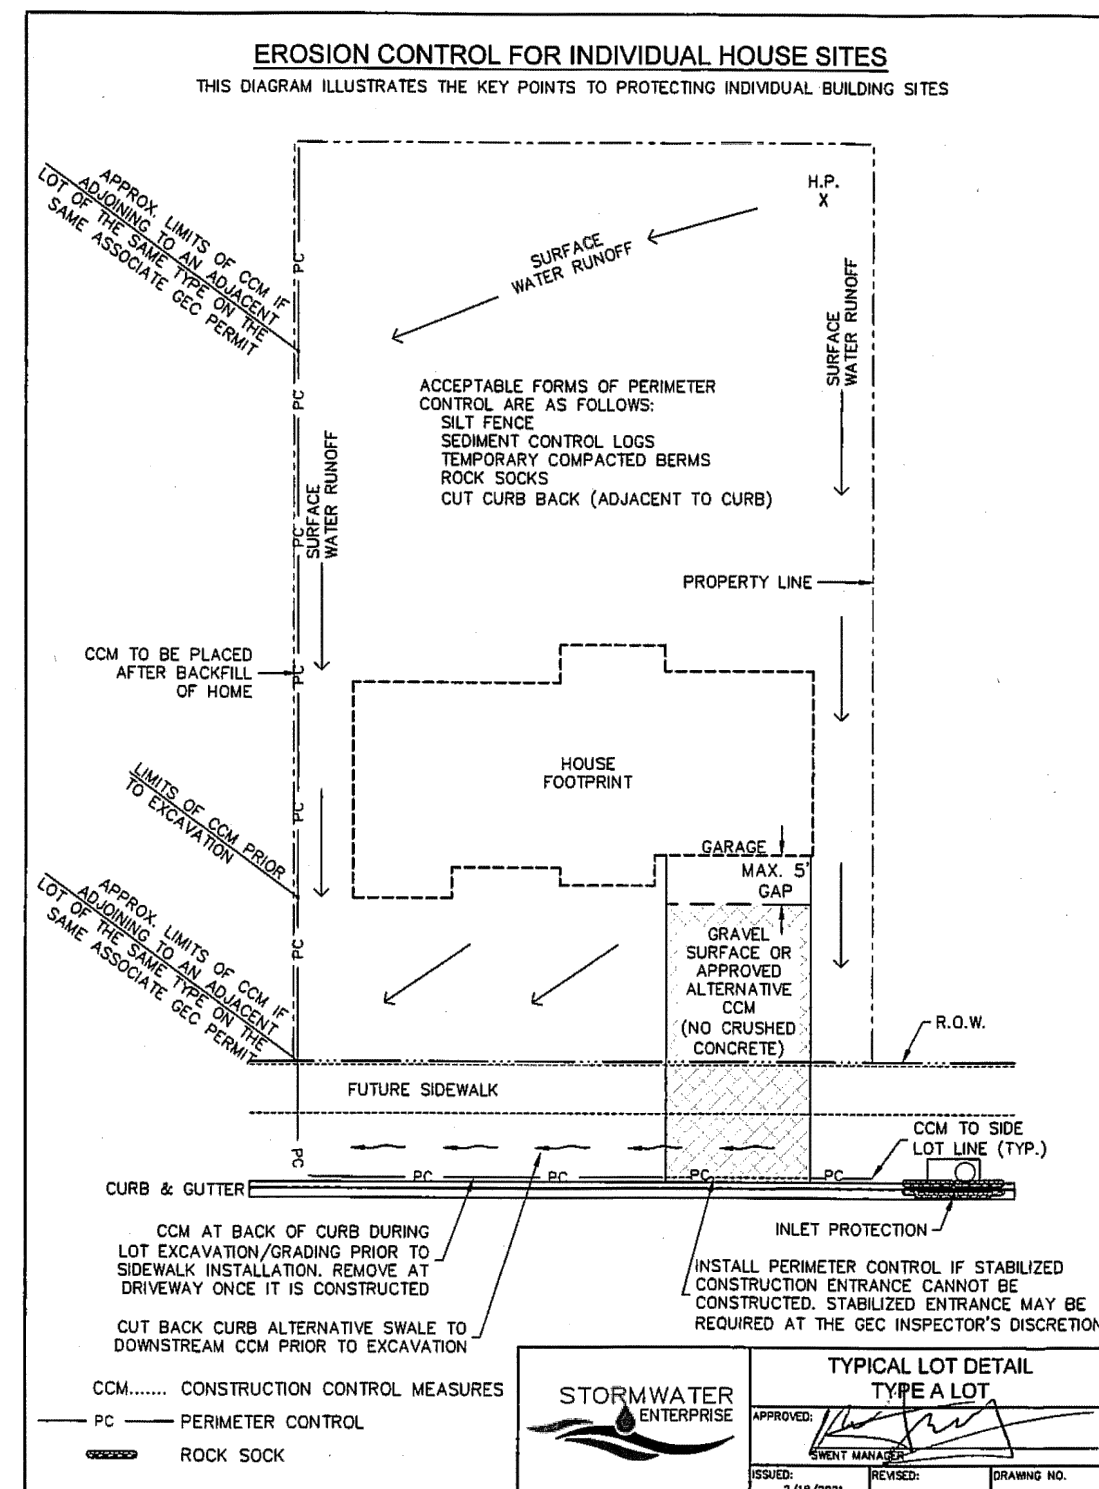 EROSION CONTROL FOR INDIVIDUAL HOUSE SITES
THIS DIAGRAM ILLUSTRATES THE KEY POINTS TO PROTECTING INDIVIDUAL BUILDING SITES
H.P.
X
APPROX. LIMITS OF CCM IF
ADJOINING TO AN ADJACENT
LOT OF THE SAME TYPE ON THE
SAME ASSOCIATE GEC PERMIT
PC
SURFACE
WATER RUNOFF
SURFACE
WATER RUNOFF
PC
ACCEPTABLE FORMS OF PERIMETER
CONTROL ARE AS FOLLOWS:
SILT FENCE
SEDIMENT CONTROL LOGS
TEMPORARY COMPACTED BERMS
ROCK SOCKS
CUT CURB BACK (ADJACENT TO CURB)
PC
SURFACE
WATER RUNOFF
PROPERTY LINE
CCM TO BE PLACED
AFTER BACKFILL
OF HOME
PC
HOUSE
FOOTPRINT
LIMITS OF CCM PRIOR
TO EXCAVATION
PC
GARAGE
MAX. 5'
GAP
APPROX. LIMITS OF CCM IF
ADJOINING TO AN ADJACENT
LOT OF THE SAME TYPE ON THE
SAME ASSOCIATE GEC PERMIT
PC
GRAVEL
SURFACE OR
APPROVED
ALTERNATIVE
CCM
(NO CRUSHED
CONCRETE)
R.O.W.
FUTURE SIDEWALK
CCM TO SIDE
LOT LINE (TYP.)
PC
PC PC PC PC
CURB & GUTTER
INLET PROTECTION
CCM AT BACK OF CURB DURING
LOT EXCAVATION/GRADING PRIOR TO
SIDEWALK INSTALLATION. REMOVE AT
DRIVEWAY ONCE IT IS CONSTRUCTED
INSTALL PERIMETER CONTROL IF STABILIZED
CONSTRUCTION ENTRANCE CANNOT BE
CONSTRUCTED. STABILIZED ENTRANCE MAY BE
REQUIRED AT THE GEC INSPECTOR'S DISCRETION
CUT BACK CURB ALTERNATIVE SWALE TO
DOWNSTREAM CCM PRIOR TO EXCAVATION
CCM....... CONSTRUCTION CONTROL MEASURES
PC PERIMETER CONTROL
ROCK SOCK
STORMWATER
ENTERPRISE
TYPICAL LOT DETAIL
TYPE A LOT
APPROVED:
SWENT MANAGER
ISSUED: REVISED: DRAWING NO.